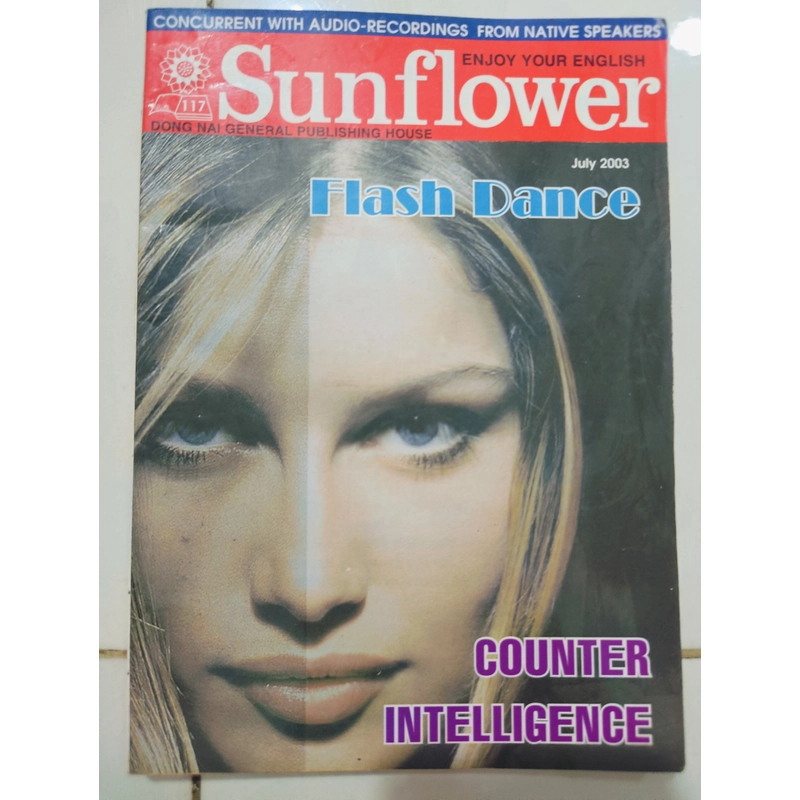 CONCURRENT WITH AUDIO-RECORDINGS FROM NATIVE SPEAKERS
ENJOY YOUR ENGLISH
Sunflower
117
DONG NAI GENERAL PUBLISHING HOUSE
July 2003
Flash Dance
COUNTER
INTELLIGENCE